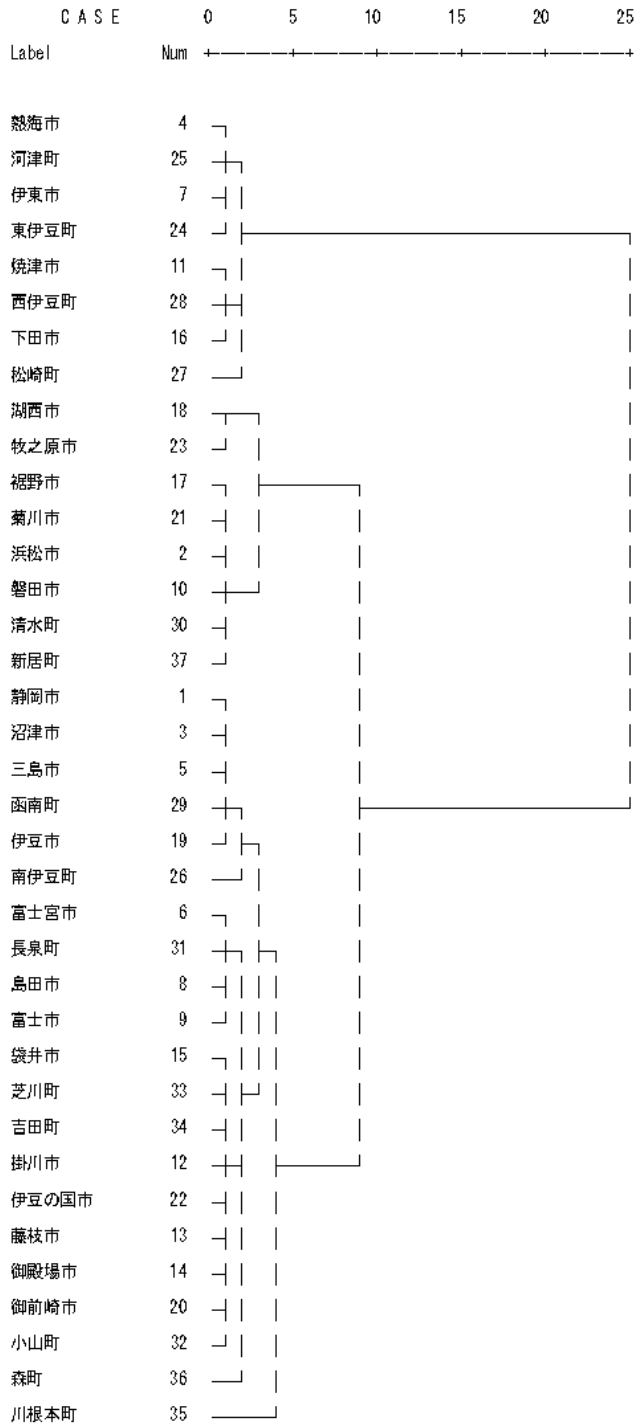 C A S E 0 5 10 15 20 25
Label Num
熱海市 4
河津町 25
伊東市 7
東伊豆町 24
焼津市 11
西伊豆町 28
下田市 16
松崎町 27
湖西市 18
牧之原市 23
裾野市 17
菊川市 21
浜松市 2
磐田市 10
清水町 30
新居町 37
静岡市 1
沼津市 3
三島市 5
函南町 29
伊豆市 19
南伊豆町 26
富士宮市 6
長泉町 31
島田市 8
富士市 9
袋井市 15
芝川町 33
吉田町 34
掛川市 12
伊豆の国市 22
藤枝市 13
御殿場市 14
御前崎市 20
小山町 32
森町 36
川根本町 35